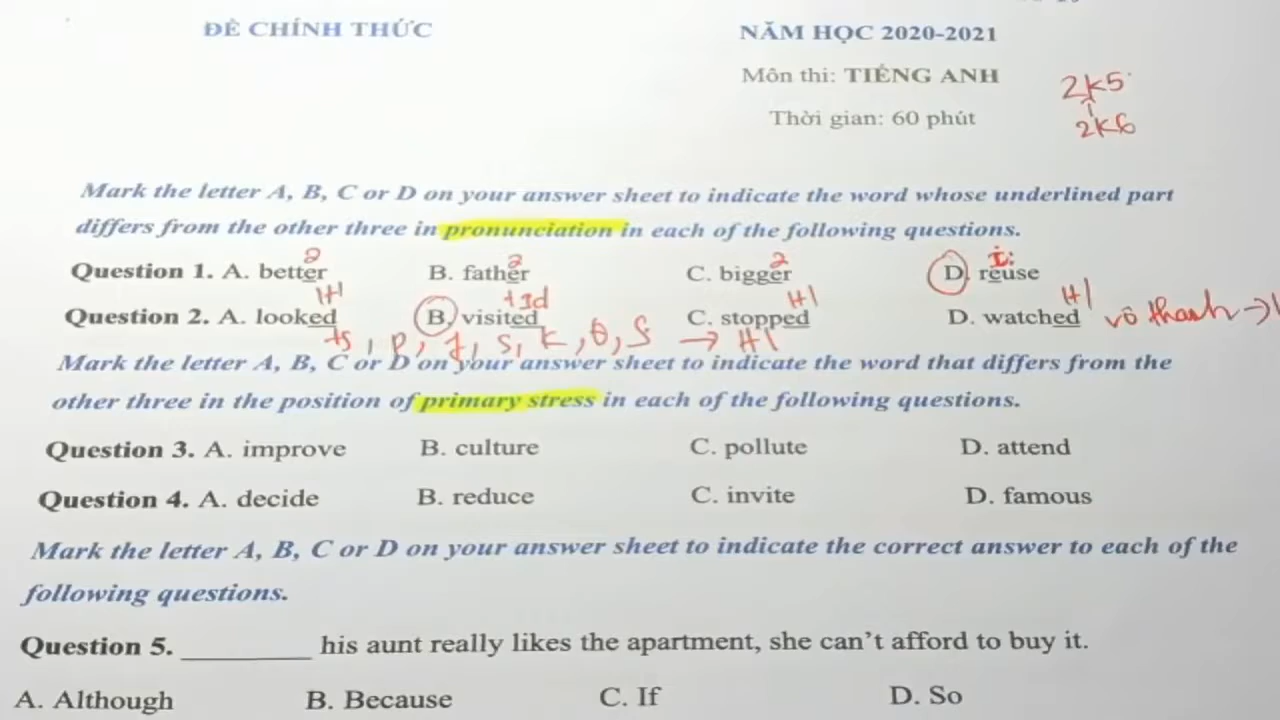 ĐỀ CHÍNH THỨC
NĂM HỌC 2020-2021
Môn thi: TIẾNG ANH
Thời gian: 60 phút
2k5
2k6
Mark the letter A, B, C or D on your answer sheet to indicate the word whose underlined part
differs from the other three in pronunciation in each of the following questions.
ə ə ə i:
Question 1. A. better B. father C. bigger D. reuse
/t/ /t/ /t/
Question 2. A. looked B. visited C. stopped D. watched vô thanh →
tʃ, p, f, s, k, θ, ʃ → /t/
Mark the letter A, B, C or D on your answer sheet to indicate the word that differs from the
other three in the position of primary stress in each of the following questions.
Question 3. A. improve B. culture C. pollute D. attend
Question 4. A. decide B. reduce C. invite D. famous
Mark the letter A, B, C or D on your answer sheet to indicate the correct answer to each of the
following questions.
Question 5. __________ his aunt really likes the apartment, she can't afford to buy it.
A. Although B. Because C. If D. So